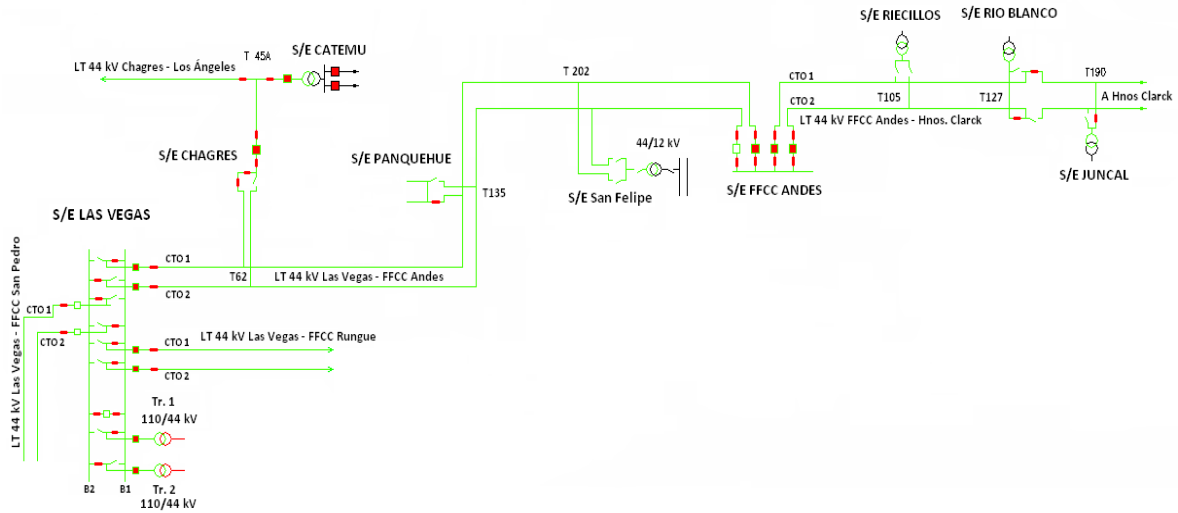 S/E RIECILLOS
S/E RIO BLANCO
T 45A
S/E CATEMU
LT 44 kV Chagres - Los Ángeles
T 202
CTO 1
T190
CTO 2
T105
T127
A Hnos Clarck
LT 44 kV FFCC Andes - Hnos. Clarck
S/E CHAGRES
S/E PANQUEHUE
44/12 kV
S/E JUNCAL
T135
S/E San Felipe
S/E FFCC ANDES
S/E LAS VEGAS
CTO 1
T62
LT 44 kV Las Vegas - FFCC Andes
CTO 2
LT 44 kV Las Vegas - FFCC San Pedro
CTO 1
CTO 2
CTO 1
LT 44 kV Las Vegas - FFCC Rungue
CTO 2
Tr. 1
110/44 kV
B2
B1
Tr. 2
110/44 kV